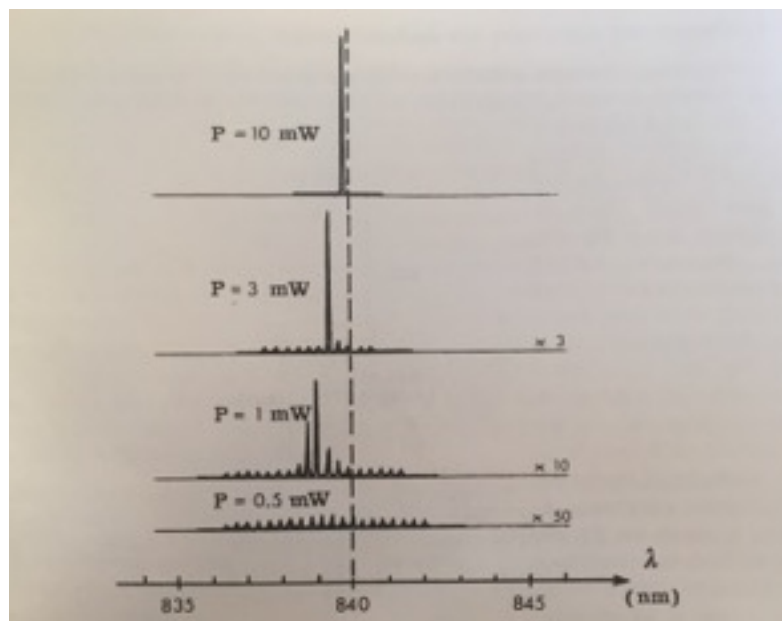 P = 10 mW
P = 3 mW
× 3
P = 1 mW
× 10
P = 0,5 mW
× 50
λ
835 840 845 (nm)